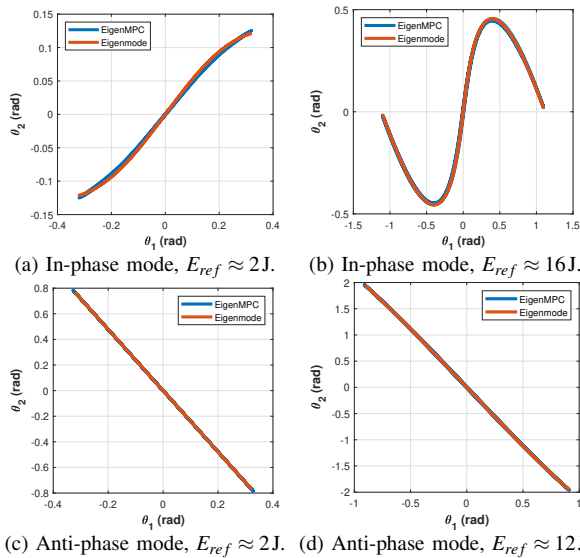 0.15
0.1
0.05
0
-0.05
-0.1
-0.15
θ2 (rad)
EigenMPC
Eigenmode
-0.4 -0.2 0 0.2 0.4
θ1 (rad)
(a) In-phase mode, Eref ≈ 2J.
0.5
0
-0.5
θ2 (rad)
EigenMPC
Eigenmode
-1.5 -1 -0.5 0 0.5 1 1.5
θ1 (rad)
(b) In-phase mode, Eref ≈ 16J.
0.8
0.6
0.4
0.2
0
-0.2
-0.4
-0.6
-0.8
θ2 (rad)
EigenMPC
Eigenmode
-0.4 -0.2 0 0.2 0.4
θ1 (rad)
(c) Anti-phase mode, Eref ≈ 2J.
2
1.5
1
0.5
0
-0.5
-1
-1.5
-2
θ2 (rad)
EigenMPC
Eigenmode
-1 -0.5 0 0.5 1
θ1 (rad)
(d) Anti-phase mode, Eref ≈ 12.